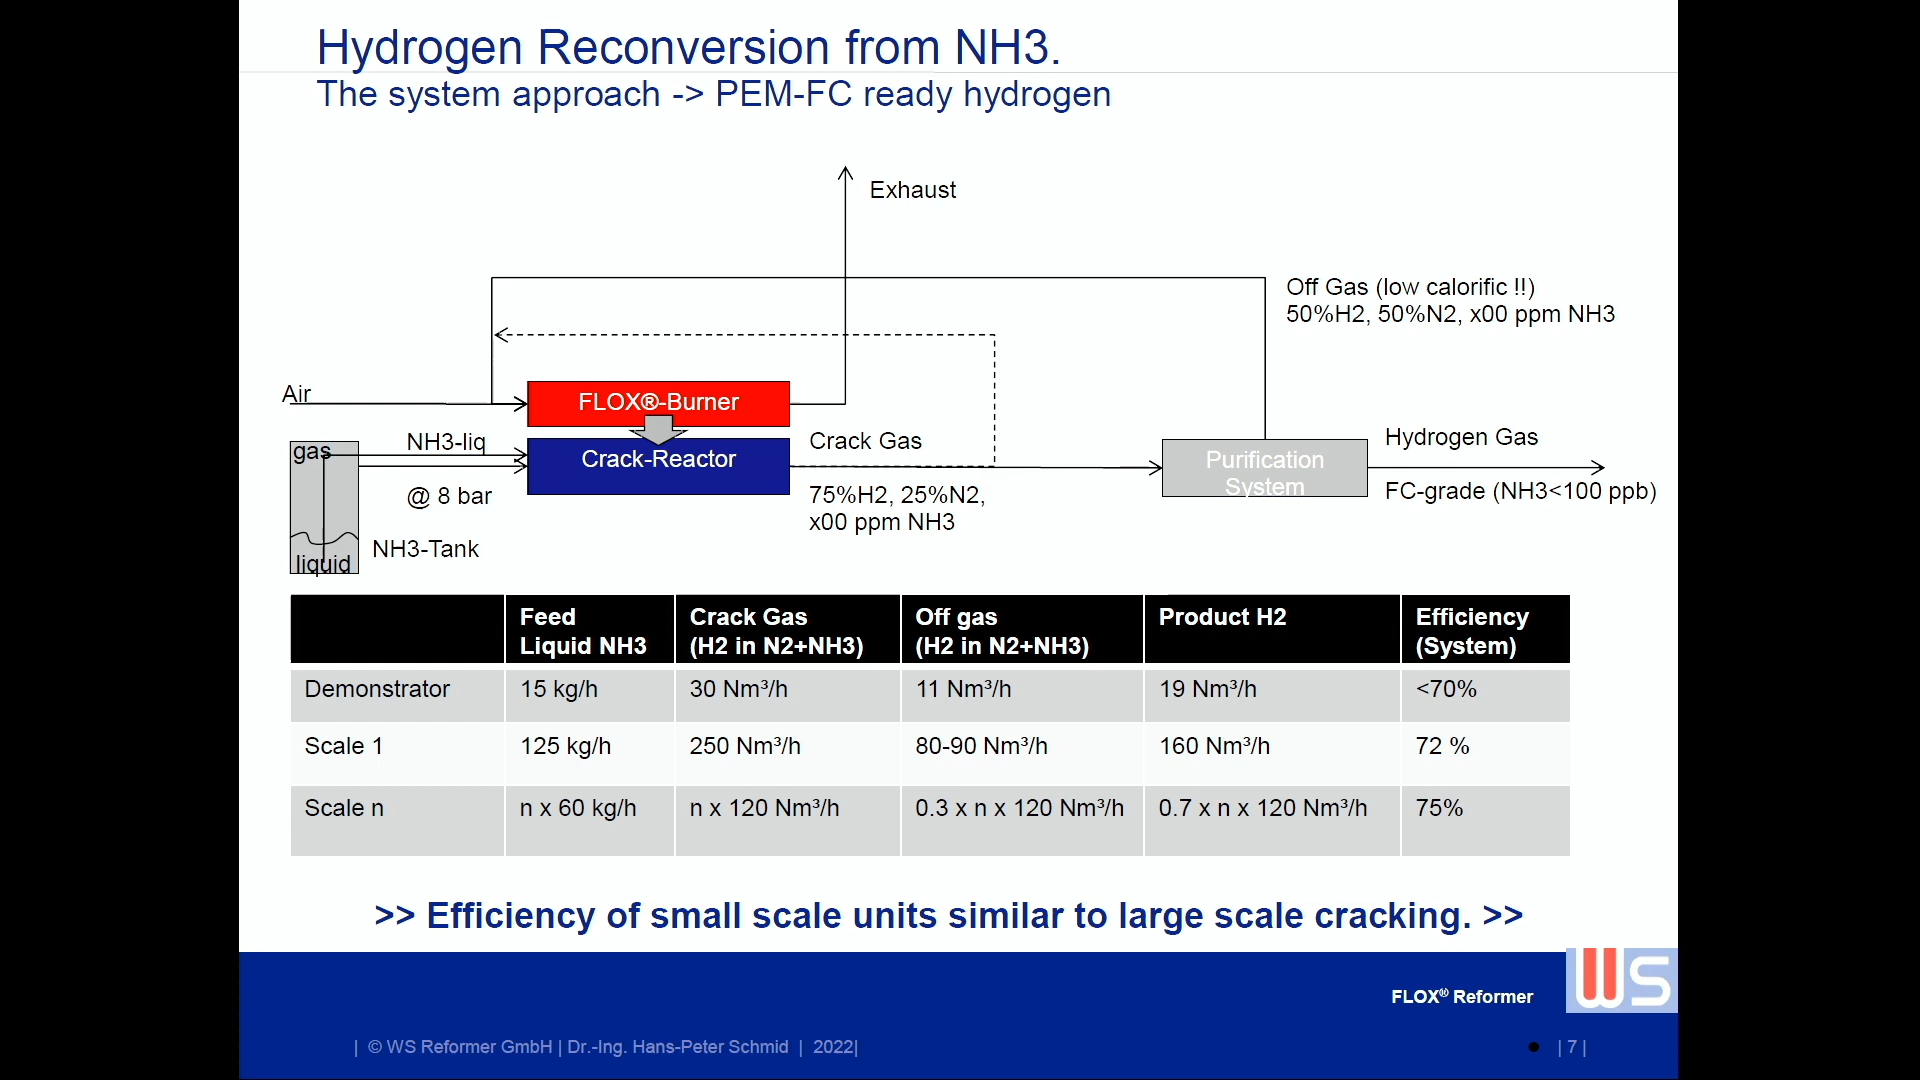 Hydrogen Reconversion from NH3.
The system approach -> PEM-FC ready hydrogen
Exhaust
Off Gas (low calorific !!)
50%H2, 50%N2, x00 ppm NH3
Air
FLOX®-Burner
NH3-liq
gas
Crack-Reactor
Crack Gas
Purification
System
Hydrogen Gas
@ 8 bar
75%H2, 25%N2,
x00 ppm NH3
FC-grade (NH3<100 ppb)
NH3-Tank
liquid
Feed Liquid NH3 | Crack Gas (H2 in N2+NH3) | Off gas (H2 in N2+NH3) | Product H2 | Efficiency (System)
Demonstrator | 15 kg/h | 30 Nm³/h | 11 Nm³/h | 19 Nm³/h | <70%
Scale 1 | 125 kg/h | 250 Nm³/h | 80-90 Nm³/h | 160 Nm³/h | 72 %
Scale n | n x 60 kg/h | n x 120 Nm³/h | 0.3 x n x 120 Nm³/h | 0.7 x n x 120 Nm³/h | 75%
>> Efficiency of small scale units similar to large scale cracking. >>
FLOX® Reformer
WS
| © WS Reformer GmbH | Dr.-Ing. Hans-Peter Schmid | 2022|
● | 7 |